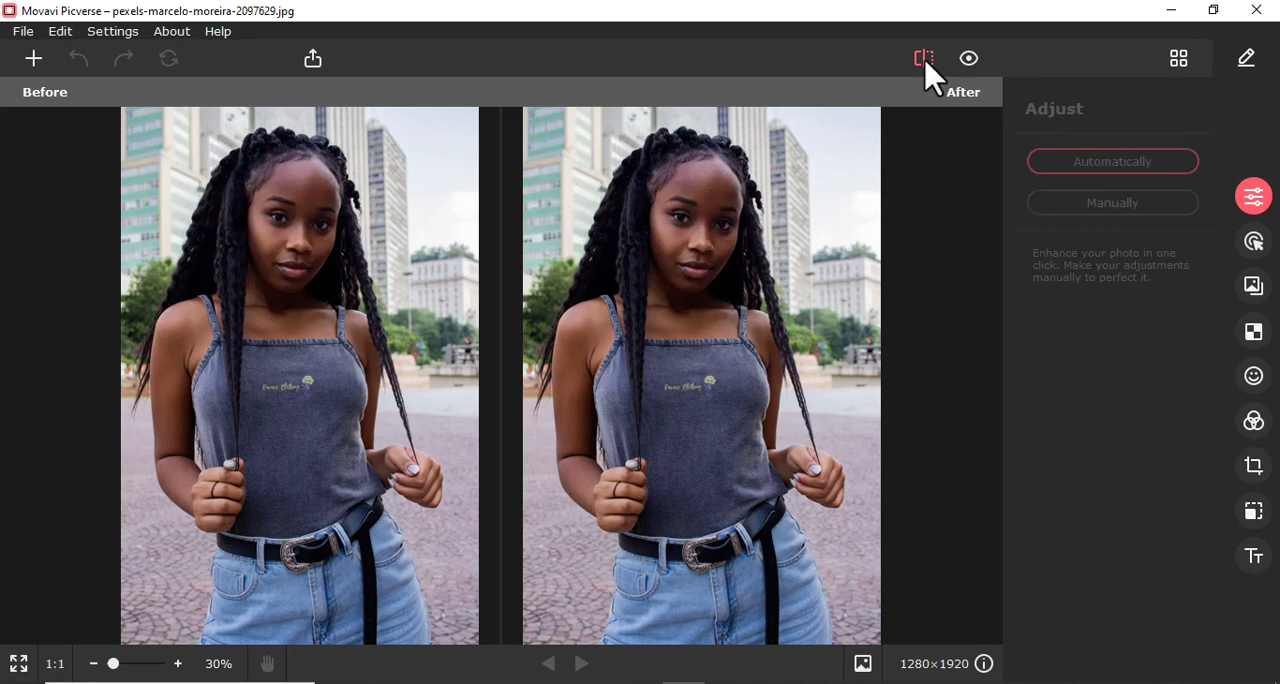 Movavi Picverse – pexels-marcelo-moreira-2097629.jpg
File Edit Settings About Help
Before
After
Adjust
Automatically
Manually
Enhance your photo in one
click. Make your adjustments
manually to perfect it.
1:1
30%
1280×1920